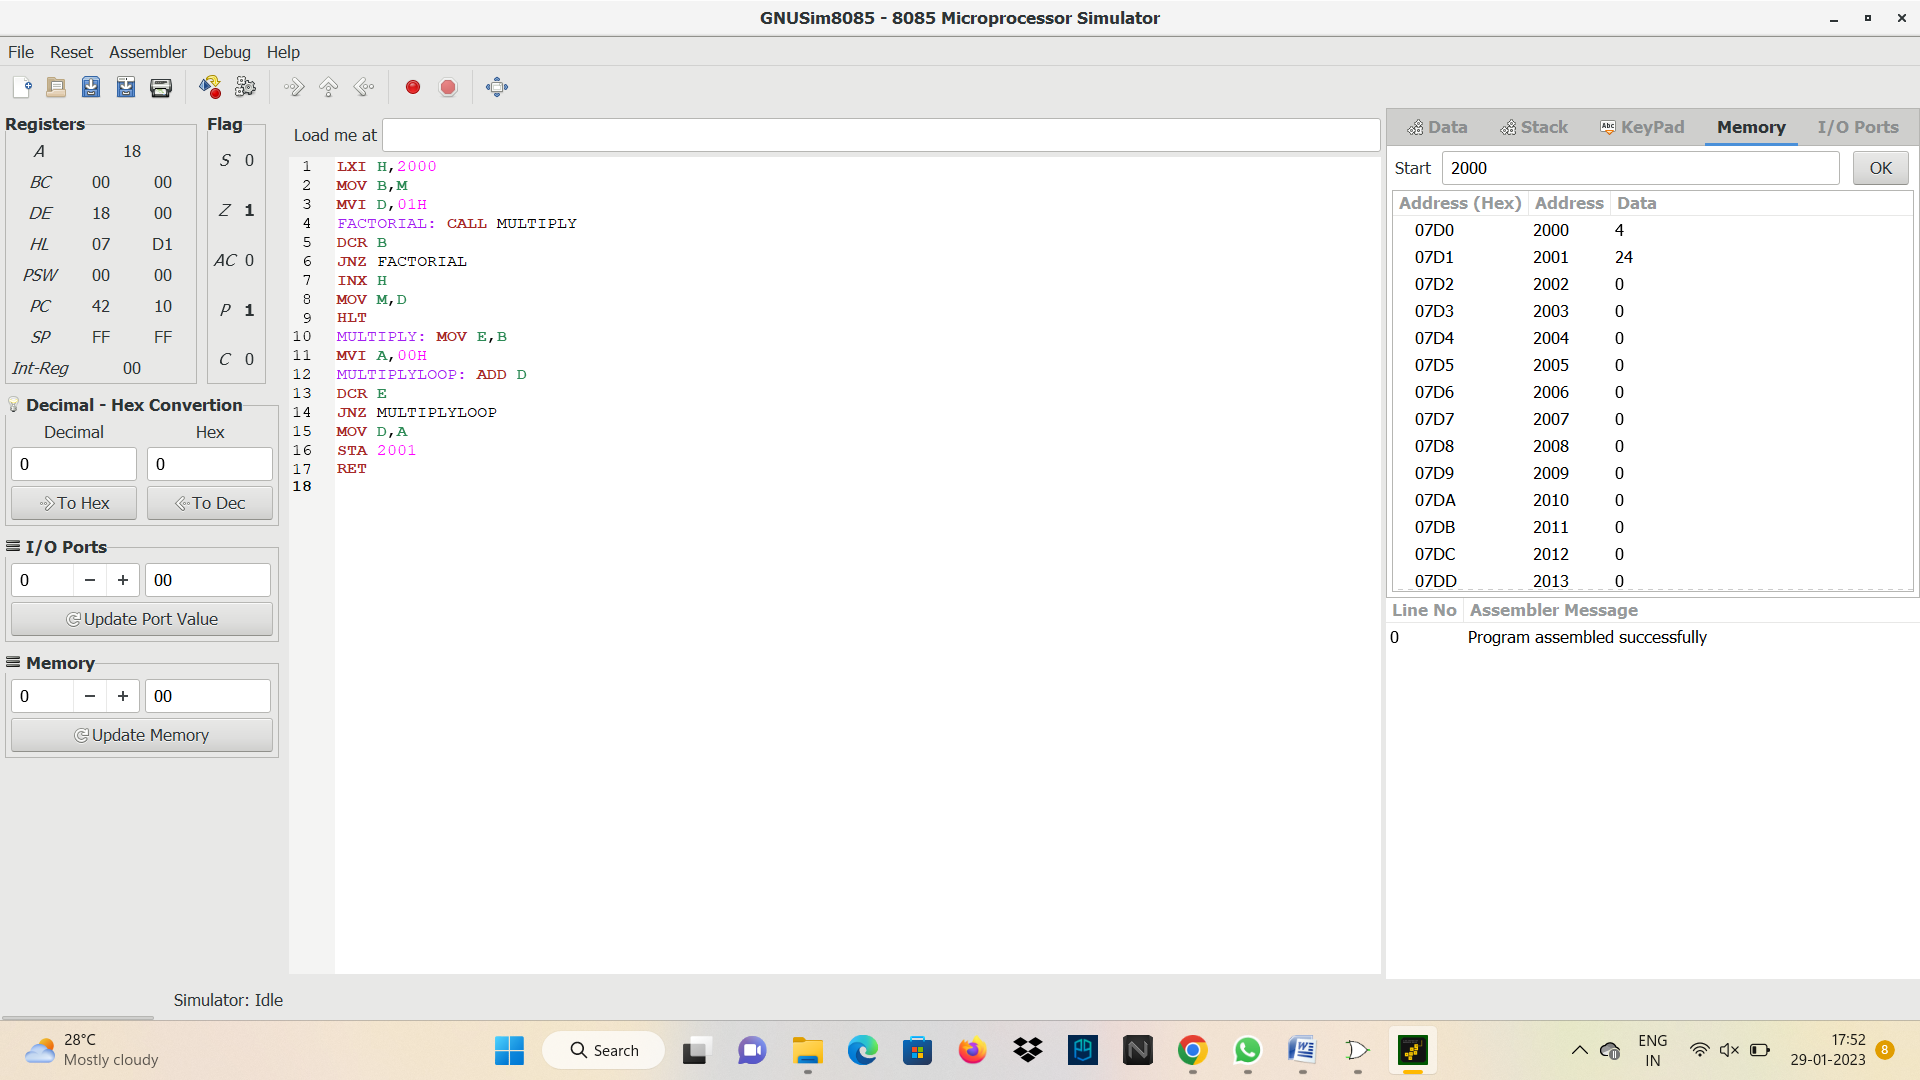 GNUSim8085 - 8085 Microprocessor Simulator
File Reset Assembler Debug Help
Registers
A 18
BC 00 00
DE 18 00
HL 07 D1
PSW 00 00
PC 42 10
SP FF FF
Int-Reg 00
Flag
S 0
Z 1
AC 0
P 1
C 0
Decimal - Hex Convertion
Decimal Hex
0 0
To Hex To Dec
I/O Ports
0 − + 00
Update Port Value
Memory
0 − + 00
Update Memory
Load me at
1 LXI H,2000
2 MOV B,M
3 MVI D,01H
4 FACTORIAL: CALL MULTIPLY
5 DCR B
6 JNZ FACTORIAL
7 INX H
8 MOV M,D
9 HLT
10 MULTIPLY: MOV E,B
11 MVI A,00H
12 MULTIPLYLOOP: ADD D
13 DCR E
14 JNZ MULTIPLYLOOP
15 MOV D,A
16 STA 2001
17 RET
18
Data Stack Abc KeyPad Memory I/O Ports
Start 2000 OK
Address (Hex) Address Data
07D0 2000 4
07D1 2001 24
07D2 2002 0
07D3 2003 0
07D4 2004 0
07D5 2005 0
07D6 2006 0
07D7 2007 0
07D8 2008 0
07D9 2009 0
07DA 2010 0
07DB 2011 0
07DC 2012 0
07DD 2013 0
Line No Assembler Message
0 Program assembled successfully
Simulator: Idle
28°C
Mostly cloudy
Search
ENG
IN
17:52
29-01-2023
8